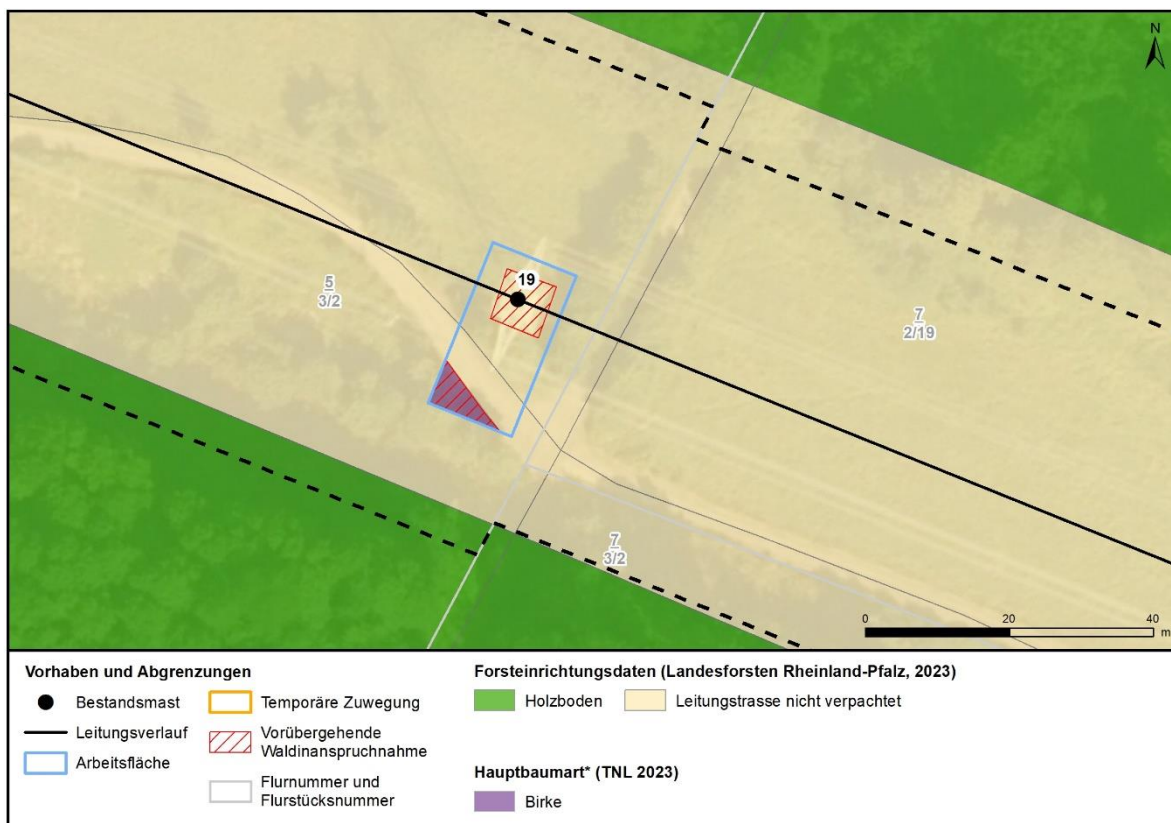 N
19
5
3/2
7
2/19
7
3/2
0 20 40
m
Vorhaben und Abgrenzungen
Bestandsmast
Leitungsverlauf
Arbeitsfläche
Temporäre Zuwegung
Vorübergehende
Waldinanspruchnahme
Flurnummer und
Flurstücksnummer
Forsteinrichtungsdaten (Landesforsten Rheinland-Pfalz, 2023)
Holzboden
Leitungstrasse nicht verpachtet
Hauptbaumart* (TNL 2023)
Birke